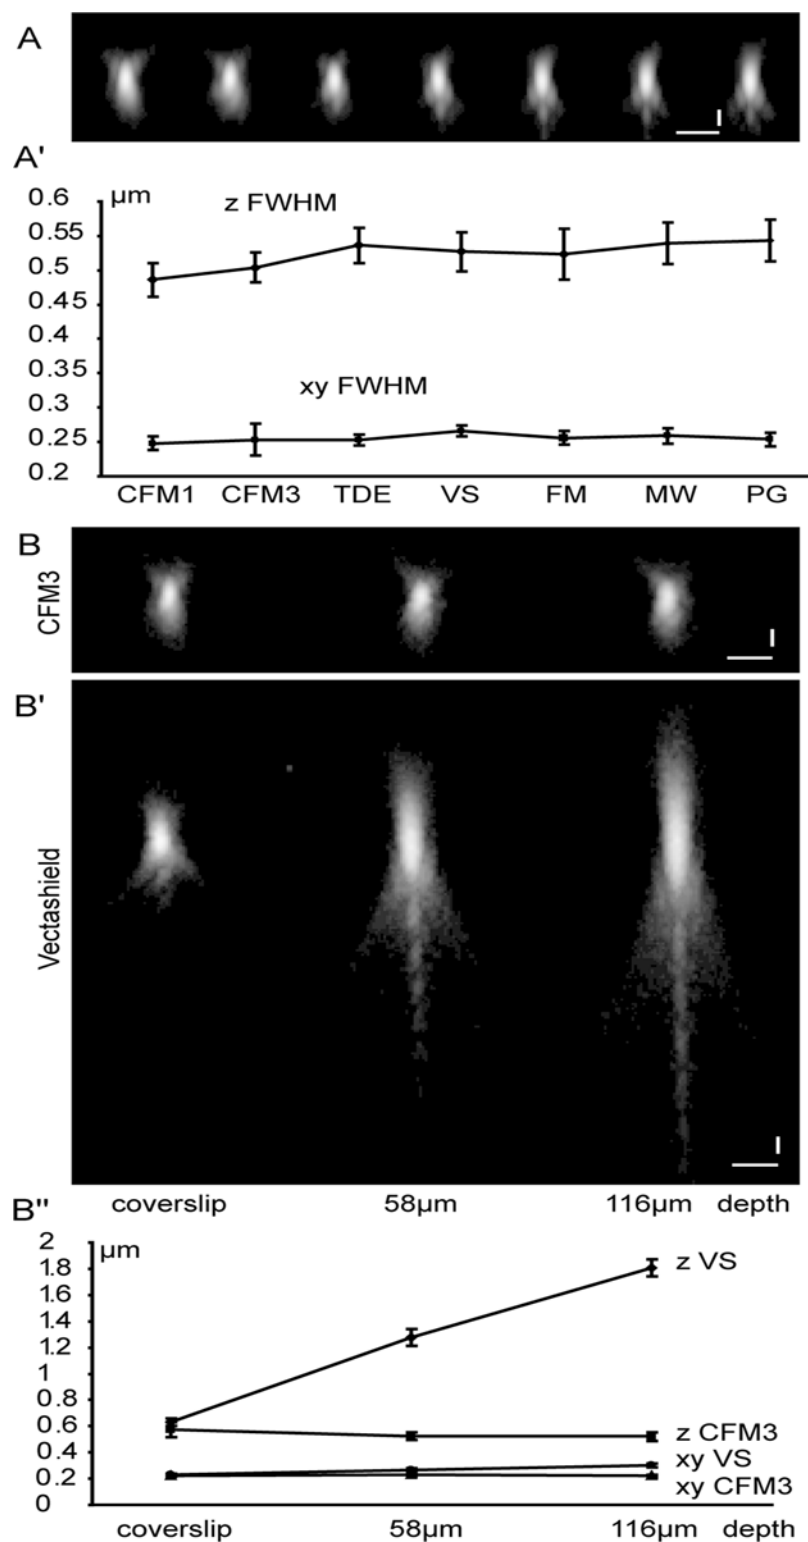 A
A'
µm
0.6
0.55
0.5
0.45
0.35
0.3
0.25
0.2
z FWHM
xy FWHM
CFM1 CFM3 TDE VS FM MW PG
B
CFM3
B'
Vectashield
coverslip 58µm 116µm depth
B"
µm
2
1.8
1.6
1.4
1.2
1
0.8
0.6
0.4
0.2
0
z VS
z CFM3
xy VS
xy CFM3
coverslip 58µm 116µm depth